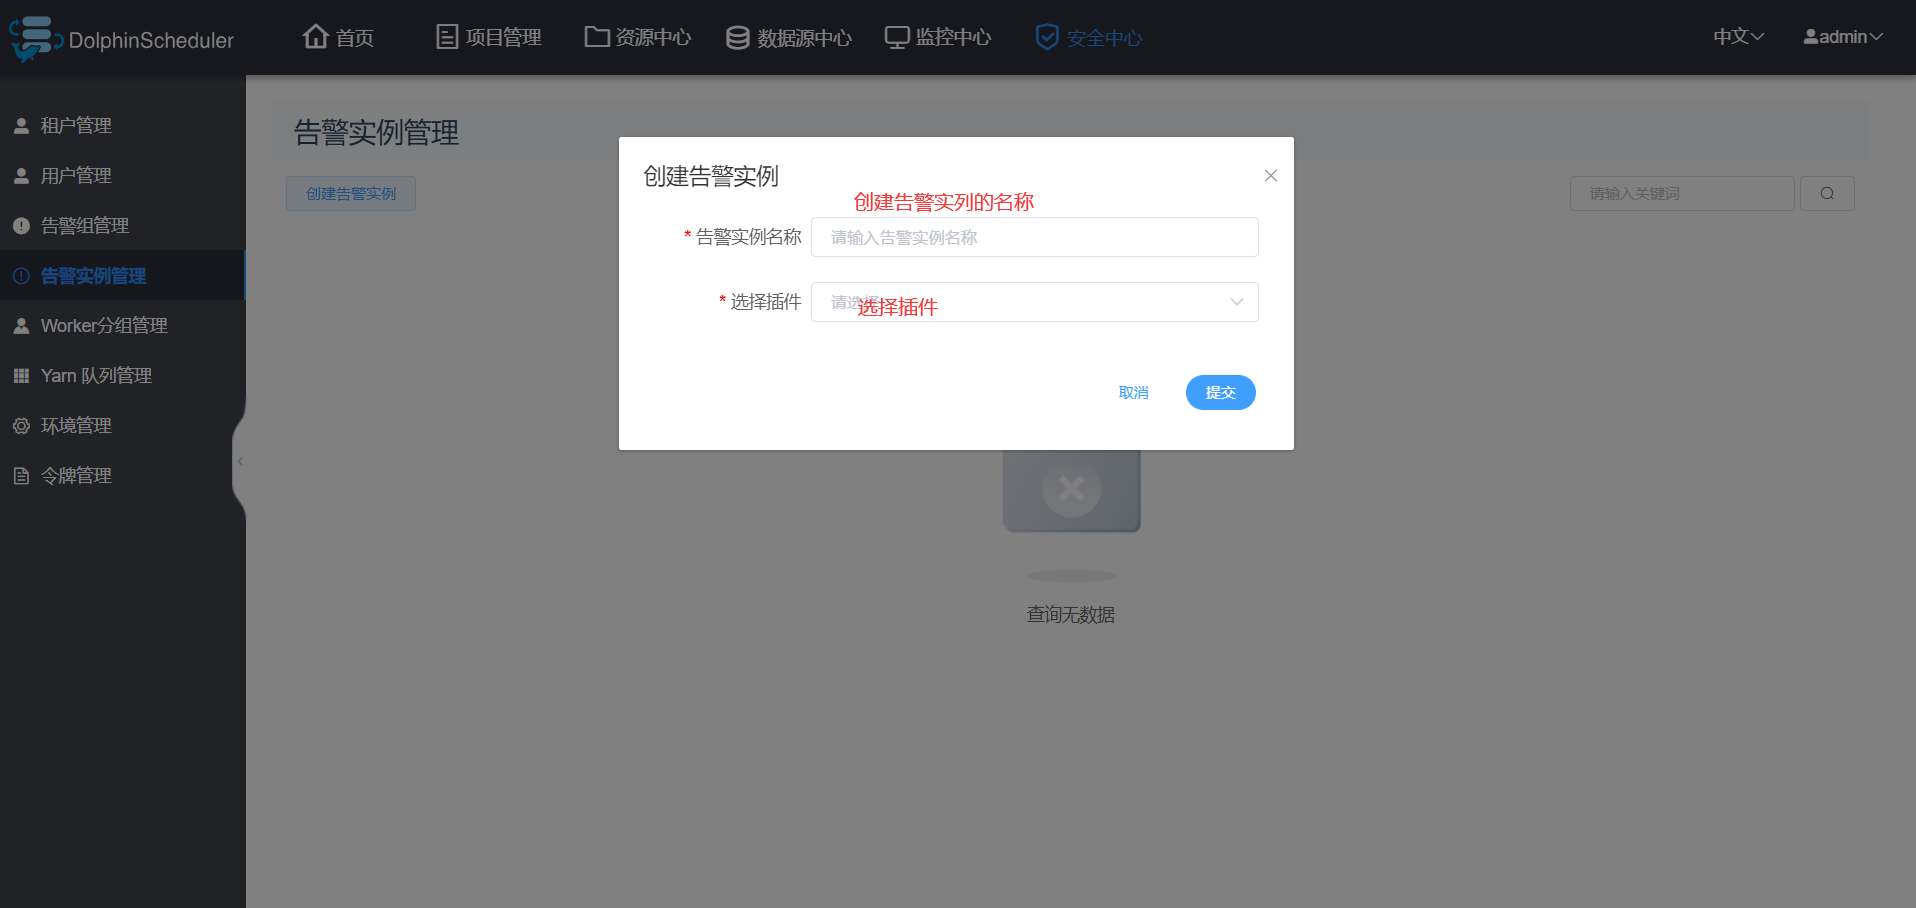 DolphinScheduler
首页
项目管理
资源中心
数据源中心
监控中心
安全中心
中文
admin
租户管理
用户管理
告警组管理
告警实例管理
Worker分组管理
Yarn 队列管理
环境管理
令牌管理
告警实例管理
创建告警实例
请输入关键词
创建告警实例
创建告警实列的名称
* 告警实例名称
请输入告警实例名称
* 选择插件
请选择
选择插件
取消
提交
查询无数据